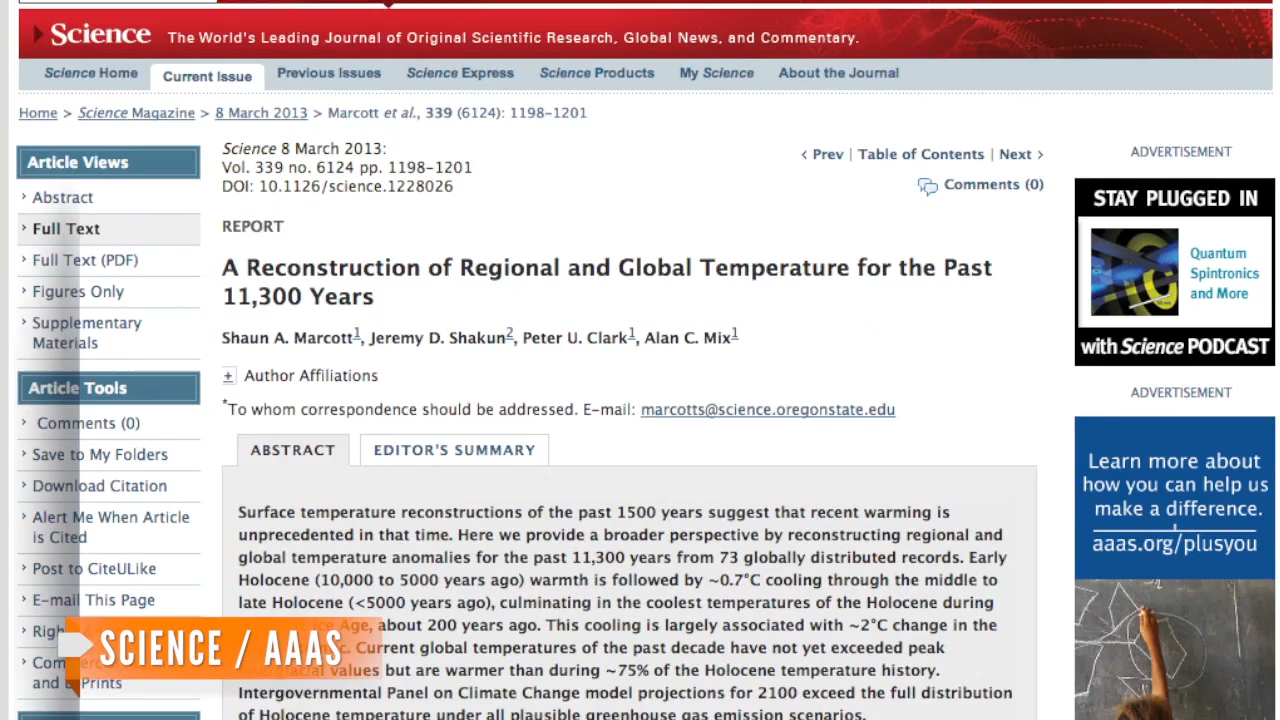 Science The World's Leading Journal of Original Scientific Research, Global News, and Commentary.
Science Home Current Issue Previous Issues Science Express Science Products My Science About the Journal
Home > Science Magazine > 8 March 2013 > Marcott et al., 339 (6124): 1198-1201
Article Views
› Abstract
› Full Text
› Full Text (PDF)
› Figures Only
› Supplementary
Materials
Article Tools
› Comments (0)
› Save to My Folders
› Download Citation
› Alert Me When Article
is Cited
› Post to CiteULike
› E-mail This Page
Science 8 March 2013:
Vol. 339 no. 6124 pp. 1198-1201
DOI: 10.1126/science.1228026
‹ Prev | Table of Contents | Next ›
Comments (0)
REPORT
A Reconstruction of Regional and Global Temperature for the Past
11,300 Years
Shaun A. Marcott1, Jeremy D. Shakun2, Peter U. Clark1, Alan C. Mix1
+ Author Affiliations
*To whom correspondence should be addressed. E-mail: marcotts@science.oregonstate.edu
ABSTRACT EDITOR'S SUMMARY
Surface temperature reconstructions of the past 1500 years suggest that recent warming is
unprecedented in that time. Here we provide a broader perspective by reconstructing regional and
global temperature anomalies for the past 11,300 years from 73 globally distributed records. Early
Holocene (10,000 to 5000 years ago) warmth is followed by ~0.7°C cooling through the middle to
late Holocene (<5000 years ago), culminating in the coolest temperatures of the Holocene during
Age, about 200 years ago. This cooling is largely associated with ~2°C change in the
Current global temperatures of the past decade have not yet exceeded peak
values but are warmer than during ~75% of the Holocene temperature history.
Intergovernmental Panel on Climate Change model projections for 2100 exceed the full distribution
of Holocene temperature under all plausible greenhouse gas emission scenarios.
SCIENCE / AAAS
and Prints
ADVERTISEMENT
STAY PLUGGED IN
Quantum
Spintronics
and More
with Science PODCAST
ADVERTISEMENT
Learn more about
how you can help us
make a difference.
aaas.org/plusyou